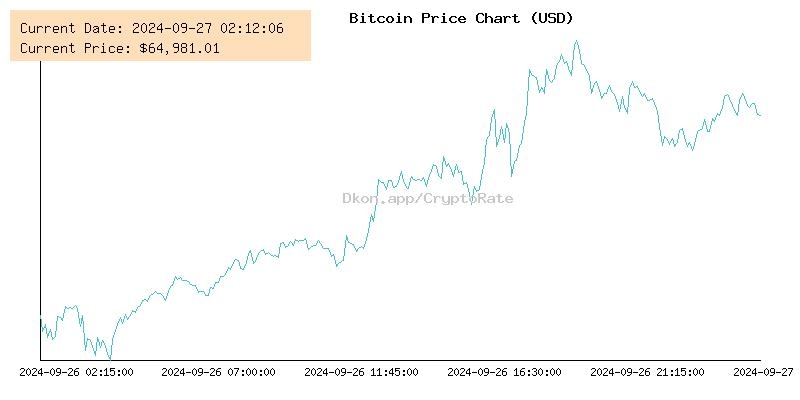 Bitcoin Price Chart (USD)
Current Date: 2024-09-27 02:12:06
Current Price: $64,981.01
Dkon.app/CryptoRate
2024-09-26 02:15:00 2024-09-26 07:00:00 2024-09-26 11:45:00 2024-09-26 16:30:00 2024-09-26 21:15:00 2024-09-27